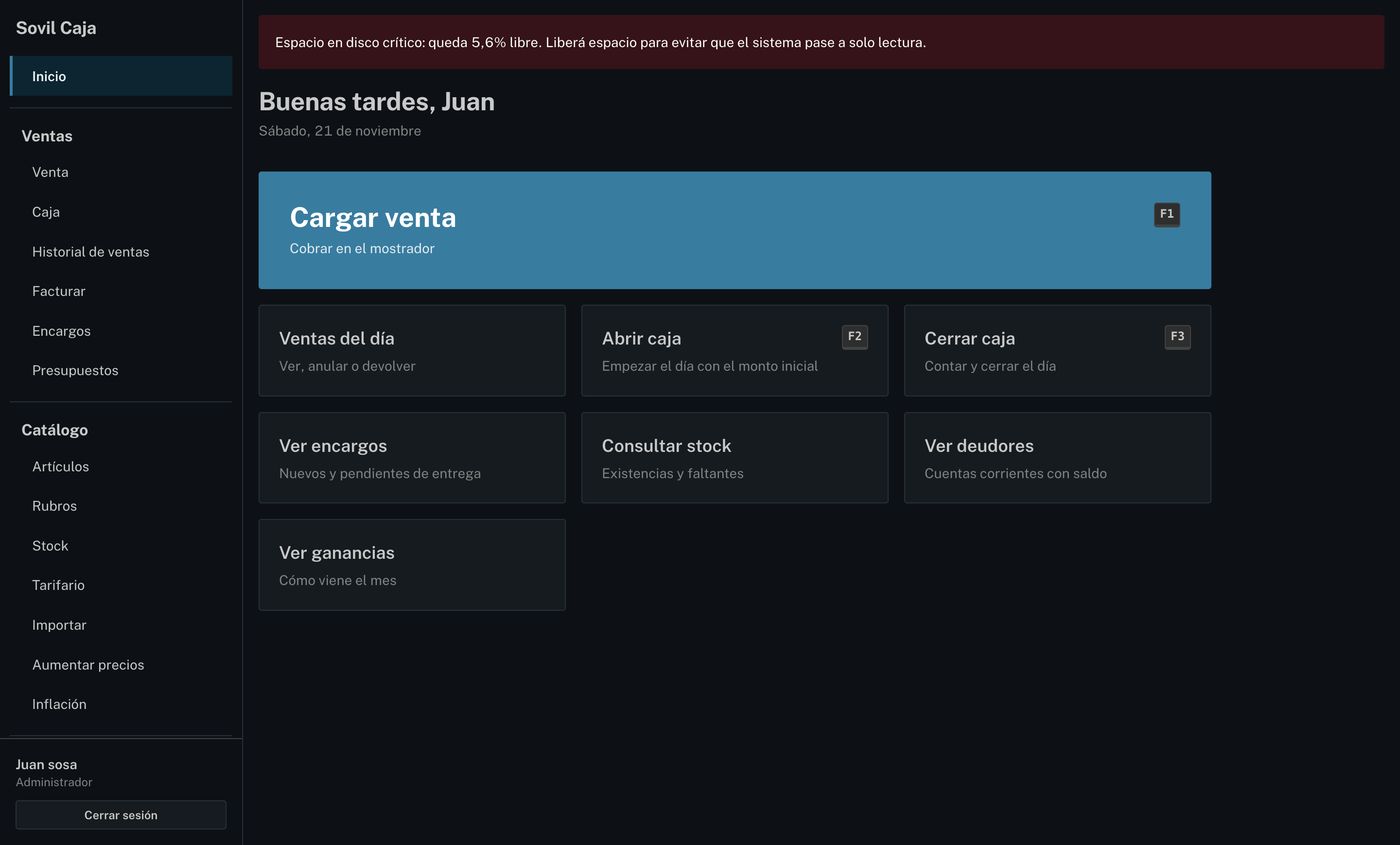 Sovil Caja
Inicio
Ventas
Venta
Caja
Historial de ventas
Facturar
Encargos
Presupuestos
Catálogo
Artículos
Rubros
Stock
Tarifario
Importar
Aumentar precios
Inflación
Juan sosa
Administrador
Cerrar sesión
Espacio en disco crítico: queda 5,6% libre. Liberá espacio para evitar que el sistema pase a solo lectura.
Buenas tardes, Juan
Sábado, 21 de noviembre
Cargar venta
F1
Cobrar en el mostrador
Ventas del día
Ver, anular o devolver
Abrir caja
F2
Empezar el día con el monto inicial
Cerrar caja
F3
Contar y cerrar el día
Ver encargos
Nuevos y pendientes de entrega
Consultar stock
Existencias y faltantes
Ver deudores
Cuentas corrientes con saldo
Ver ganancias
Cómo viene el mes